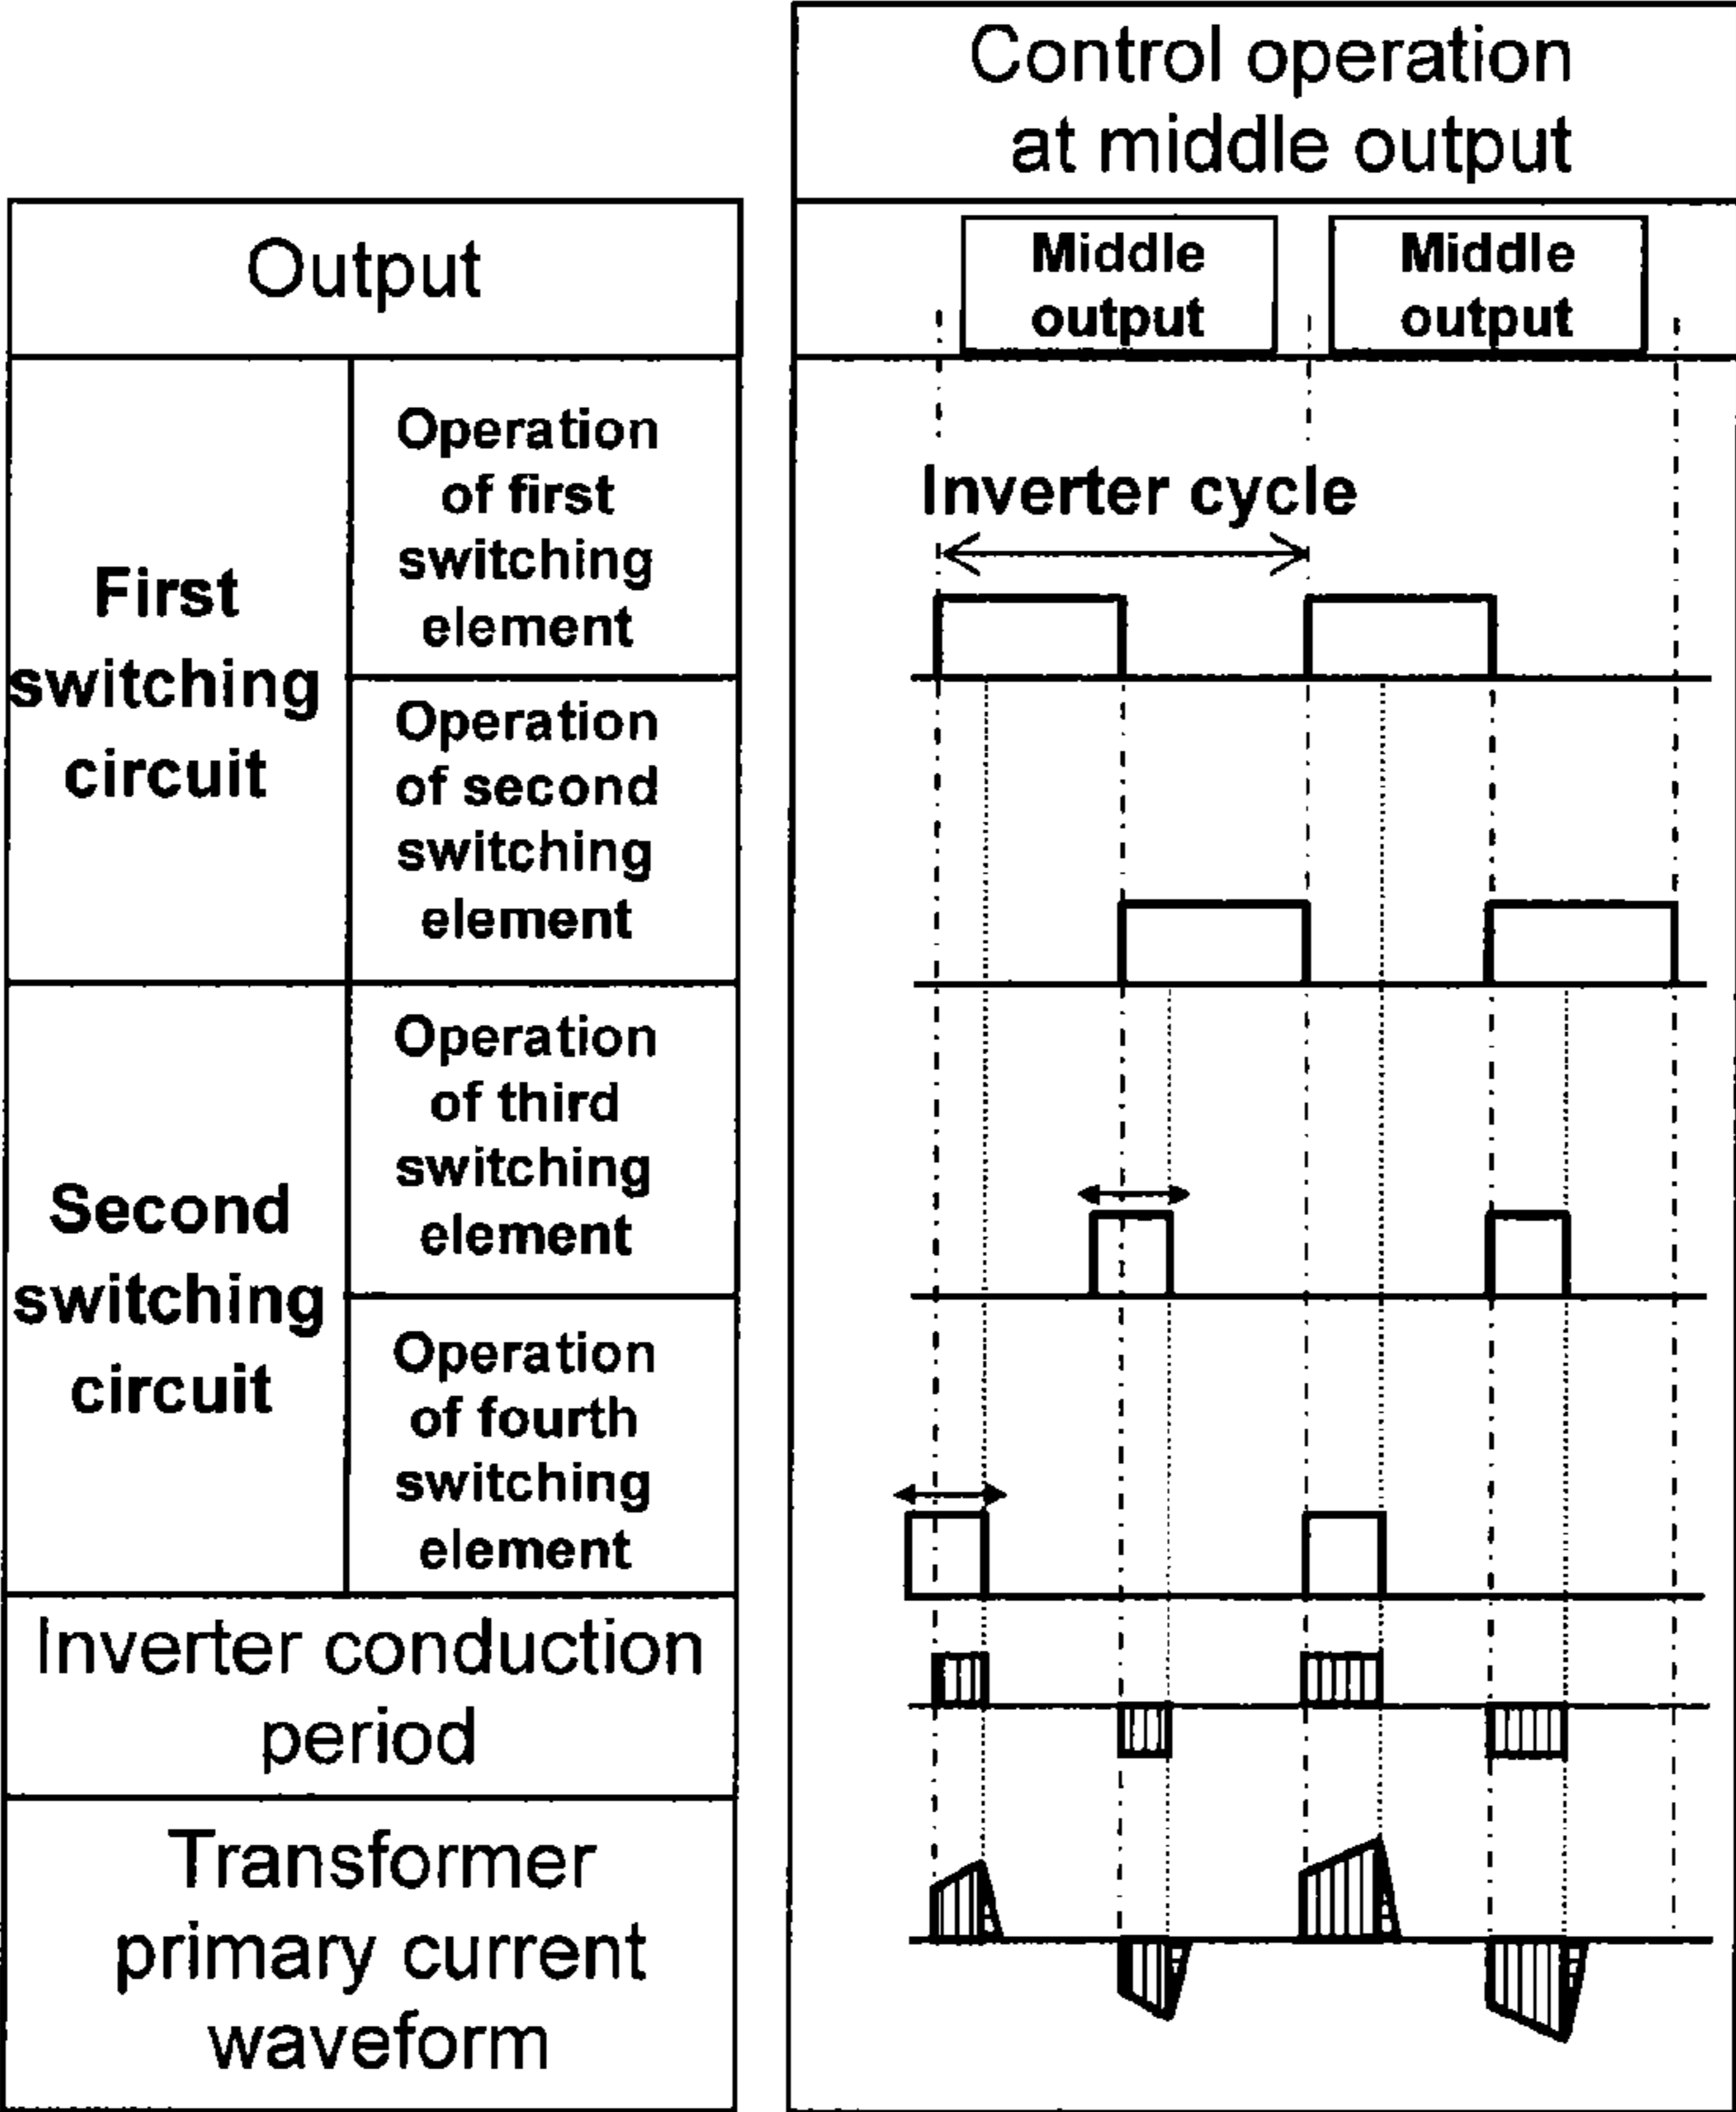 Control operation
at middle output
Output
Middle
output
Middle
output
First
switching
circuit
Operation
of first
switching
element
Inverter cycle
Operation
of second
switching
element
Second
switching
circuit
Operation
of third
switching
element
Operation
of fourth
switching
element
Inverter conduction
period
Transformer
primary current
waveform